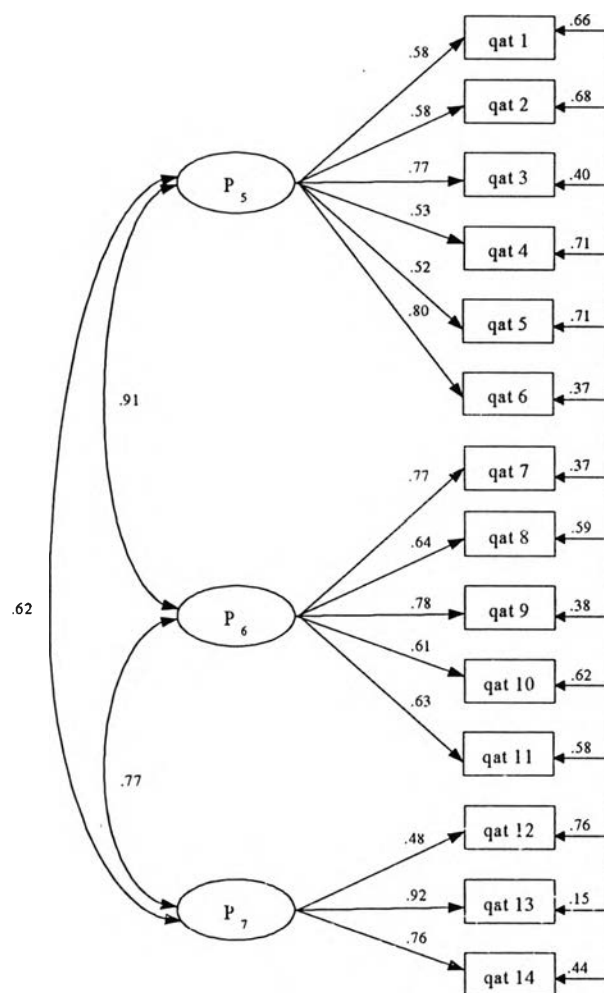 .66
qat 1
.58
.68
qat 2
.58
P 5
.77
qat 3
.40
.53
qat 4
.71
.52
qat 5
.71
.80
qat 6
.37
.91
.77
qat 7
.37
.64
qat 8
.59
.62
P 6
.78
qat 9
.38
.61
qat 10
.62
.63
qat 11
.58
.77
.48
qat 12
.76
P 7
.92
qat 13
.15
.76
qat 14
.44